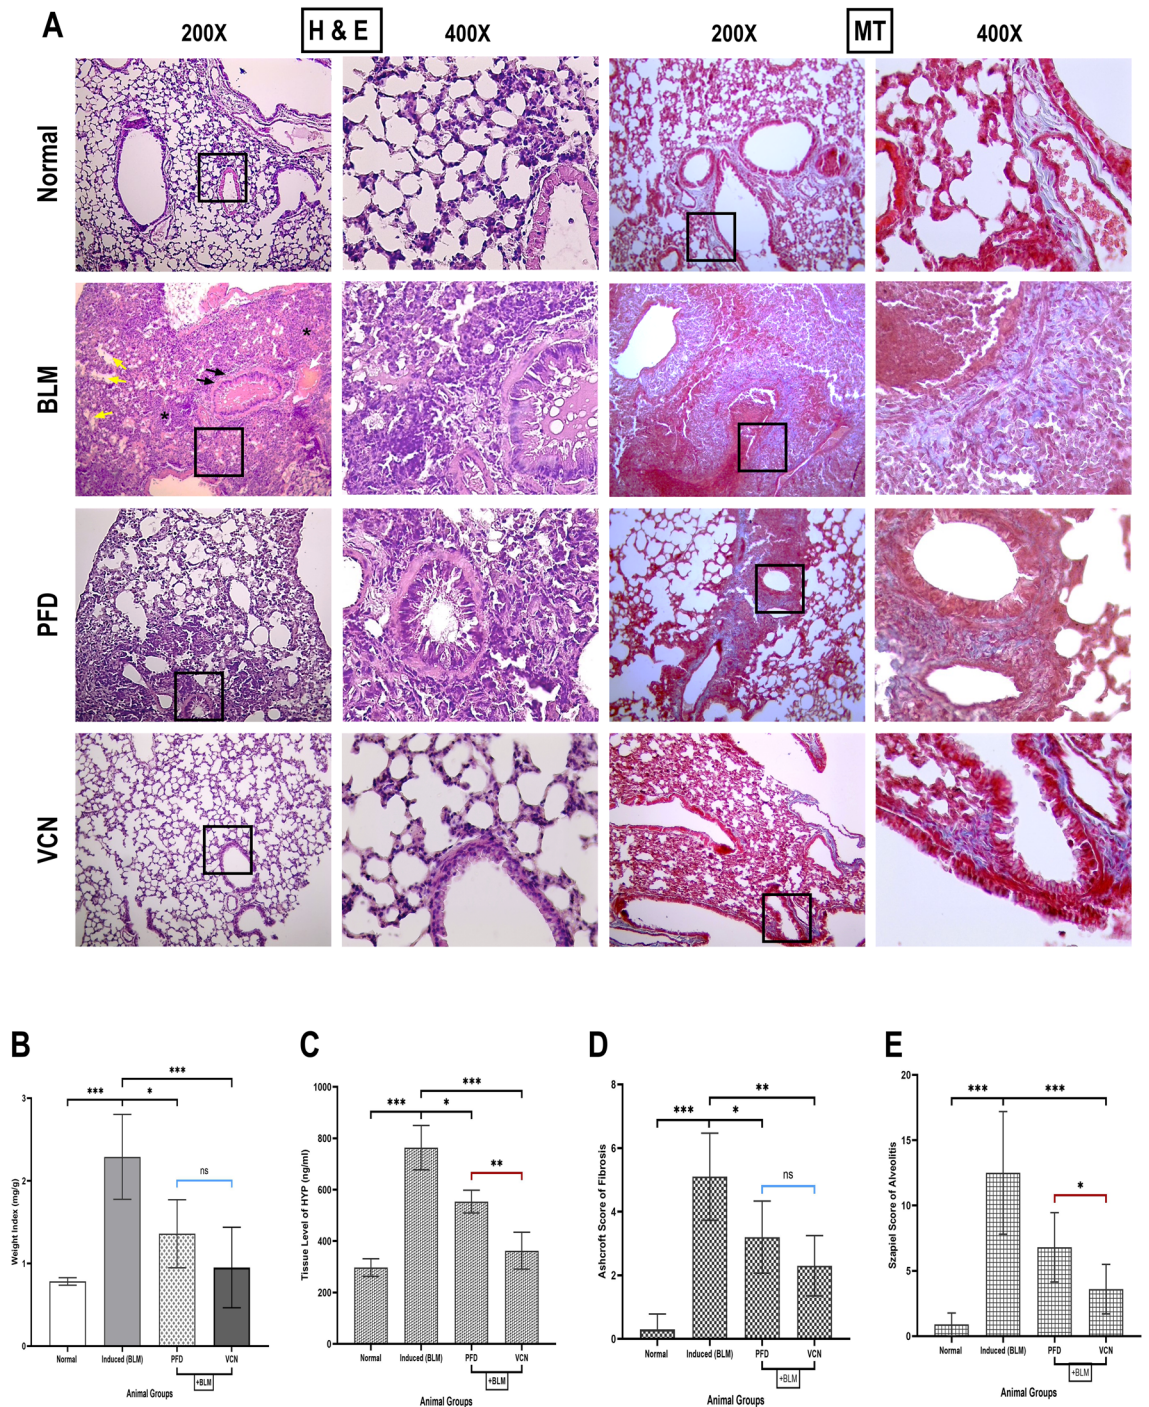 A
200X H & E 400X 200X MT 400X
Normal
BLM
*
*
PFD
VCN
B
***
*** *
ns
3
2
1
0
Weight Index (mg/g)
Normal Induced (BLM) PFD VCN
+BLM
Animal Groups
C
***
*** *
**
1000
800
600
400
200
0
Tissue Level of HYP (ng/ml)
Normal Induced (BLM) PFD VCN
+BLM
Animal Groups
D
**
*** *
ns
8
6
4
2
0
Ashcroft Score of Fibrosis
Normal Induced (BLM) PFD VCN
+BLM
Animal Groups
E
*** ***
*
20
15
10
5
0
Szapiel Score of Alveolitis
Normal Induced (BLM) PFD VCN
+BLM
Animal Groups